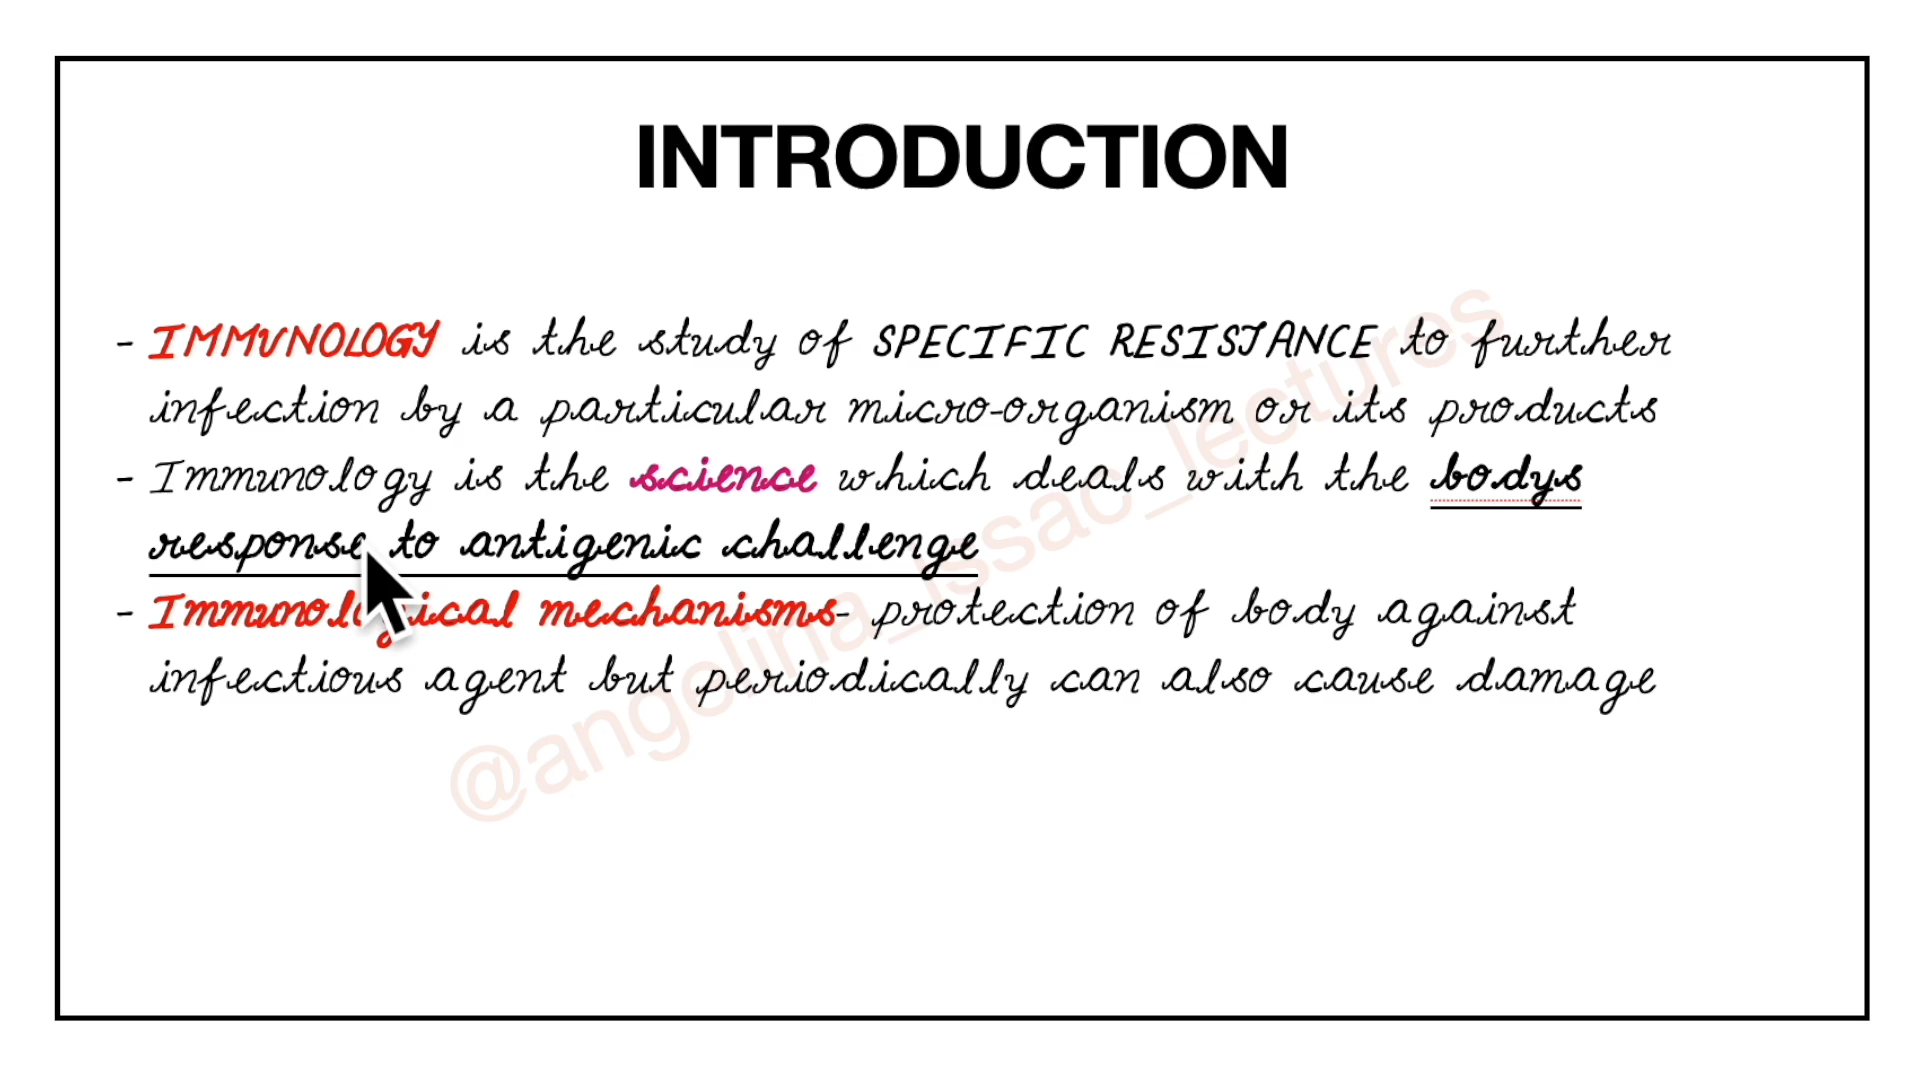 INTRODUCTION
- IMMUNOLOGY is the study of SPECIFIC RESISTANCE to further
infection by a particular micro-organism or its products
- Immunology is the science which deals with the bodys
response to antigenic challenge
- Immunological mechanisms- protection of body against
infectious agent but periodically can also cause damage
@angelina_issac_lectures